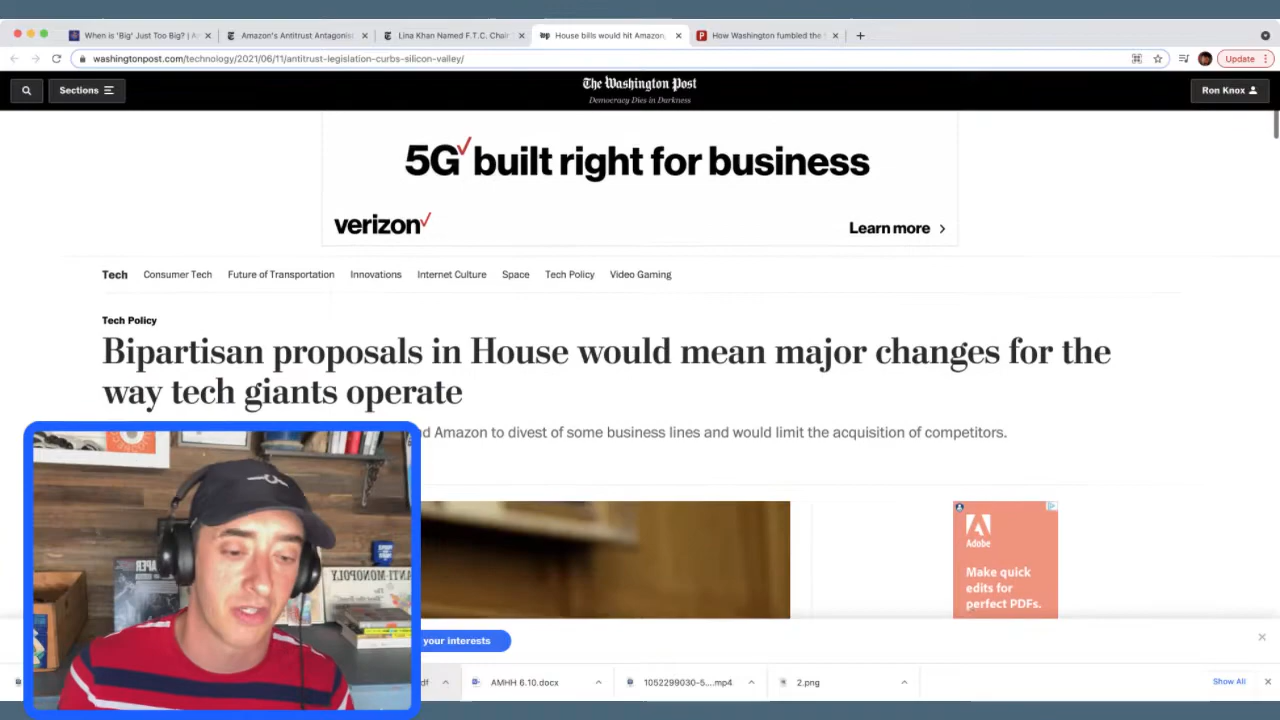 When is 'Big' Just Too Big? | A
Amazon's Antitrust Antagonis
Lina Khan Named F.T.C. Chair
wp House bills would hit Amazon,
P How Washington fumbled the
washingtonpost.com/technology/2021/06/11/antitrust-legislation-curbs-silicon-valley/
Update
Sections
The Washington Post
Democracy Dies in Darkness
Ron Knox
5G built right for business
verizon
Learn more
Tech Consumer Tech Future of Transportation Innovations Internet Culture Space Tech Policy Video Gaming
Tech Policy
Bipartisan proposals in House would mean major changes for the
way tech giants operate
d Amazon to divest of some business lines and would limit the acquisition of competitors.
Adobe
Make quick
edits for
perfect PDFs.
ANTI-MONOPOLY
your interests
df
AMHH 6.10.docx
1052299030-5....mp4
2.png
Show All